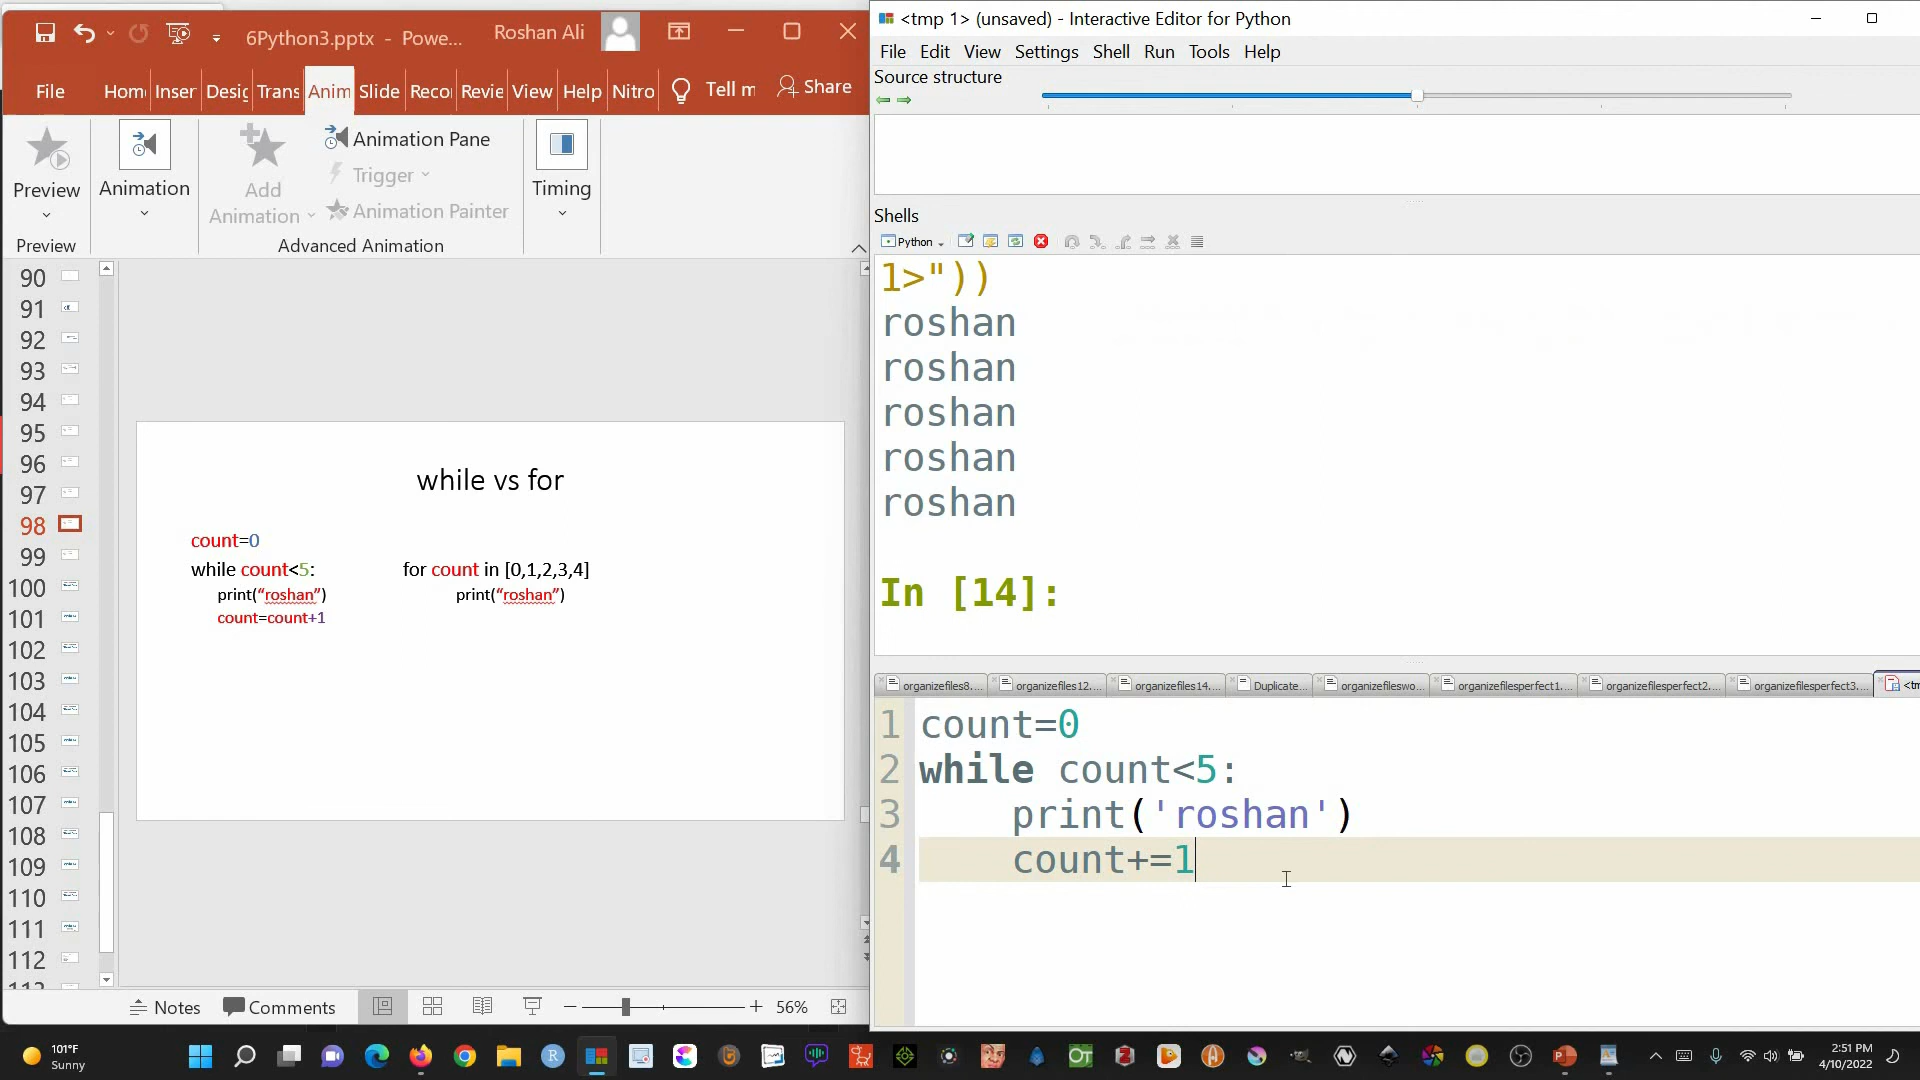 6Python3.pptx - Powe...
Roshan Ali
File
Hom
Inser
Desig
Trans
Anim
Slide
Reco
Revie
View
Help
Nitro
Tell m
Share
Preview
Animation
Add
Animation
Animation Pane
Trigger
Animation Painter
Timing
Preview
Advanced Animation
90
91
92
93
94
95
96
97
98
99
100
101
102
103
104
105
106
107
108
109
110
111
112
while vs for
count=0
while count<5:
print(“roshan”)
count=count+1
for count in [0,1,2,3,4]
print(“roshan”)
Notes
Comments
56%
<tmp 1> (unsaved) - Interactive Editor for Python
File Edit View Settings Shell Run Tools Help
Source structure
Shells
Python
1>"))
roshan
roshan
roshan
roshan
roshan
In [14]:
organizefiles8....
organizefiles12....
organizefiles14....
Duplicate...
organizefileswo...
organizefilesperfect1....
organizefilesperfect2....
organizefilesperfect3....
1 count=0
2 while count<5:
3 print('roshan')
4 count+=1
101°F
Sunny
2:51 PM
4/10/2022